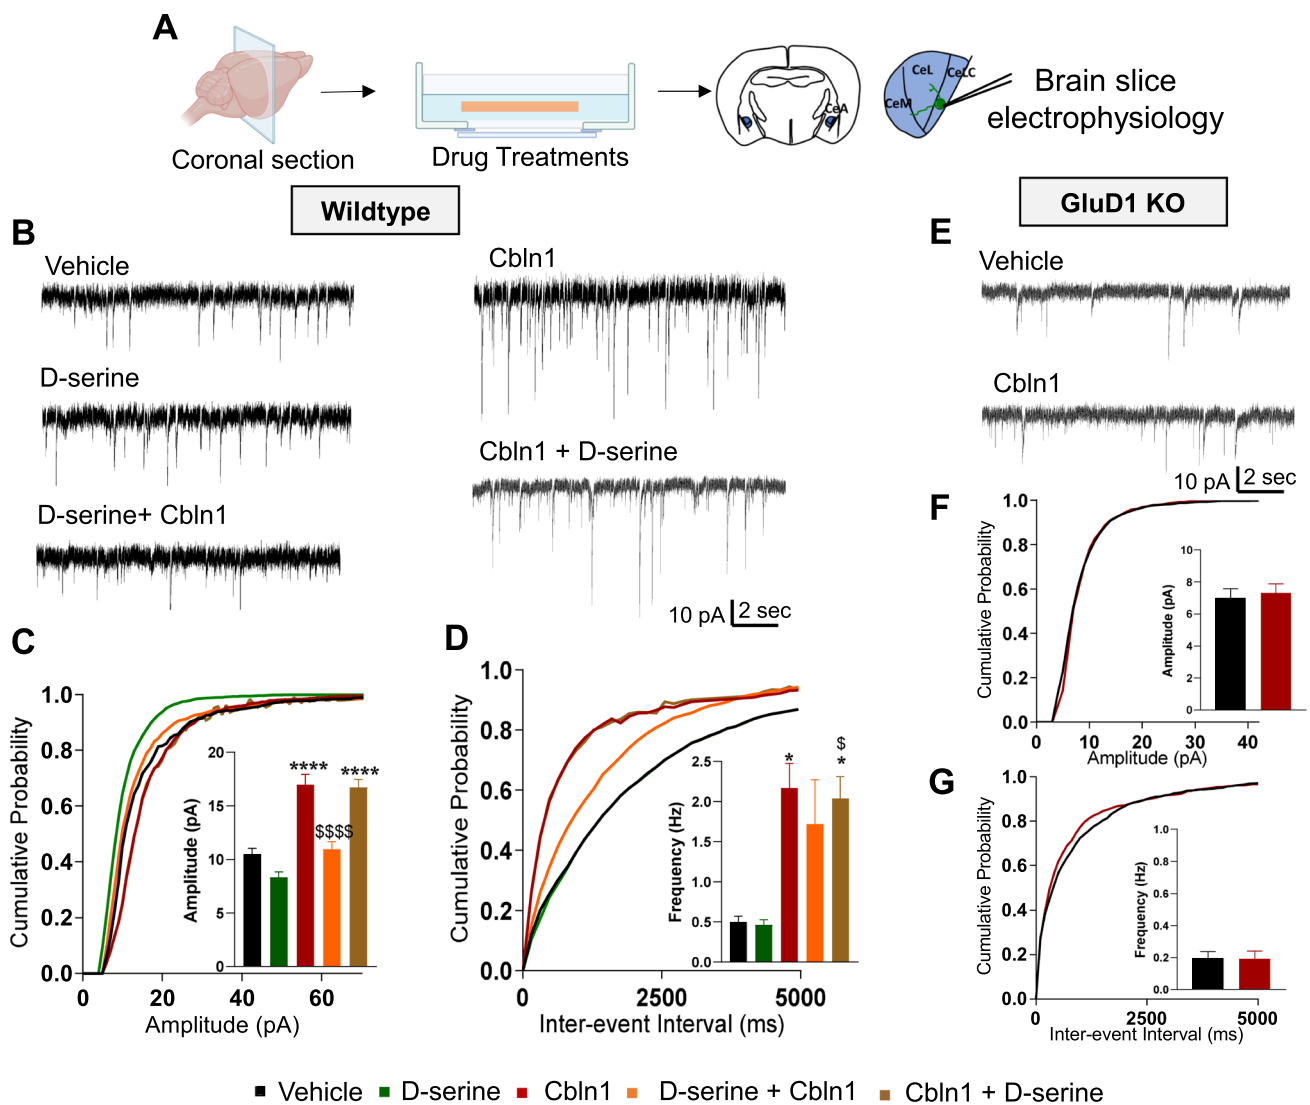 A
Coronal section
Drug Treatments
CeA
CeL
CeLC
CeM
Brain slice
electrophysiology
Wildtype
GluD1 KO
B
Vehicle
D-serine
D-serine+ Cbln1
Cbln1
Cbln1 + D-serine
10 pA
2 sec
E
Vehicle
Cbln1
10 pA
2 sec
C
Cumulative Probability
1.0
0.8
0.6
0.4
0.2
0.0
0
20
40
60
Amplitude (pA)
Amplitude (pA)
20
15
10
5
0
****
$$$$
****
D
Cumulative Probability
1.0
0.8
0.6
0.4
0.2
0.0
0
2500
5000
Inter-event Interval (ms)
Frequency (Hz)
2.5
2.0
1.5
1.0
0.5
0.0
*
$
*
F
Cumulative Probability
1.0
0.8
0.6
0.4
0.2
0.0
0
10
20
30
40
Amplitude (pA)
Amplitude (pA)
10
8
6
4
2
0
G
Cumulative Probability
1.0
0.8
0.6
0.4
0.2
0.0
0
2500
5000
Inter-event Interval (ms)
Frequency (Hz)
1.0
0.8
0.6
0.4
0.2
0.0
Vehicle
D-serine
Cbln1
D-serine + Cbln1
Cbln1 + D-serine